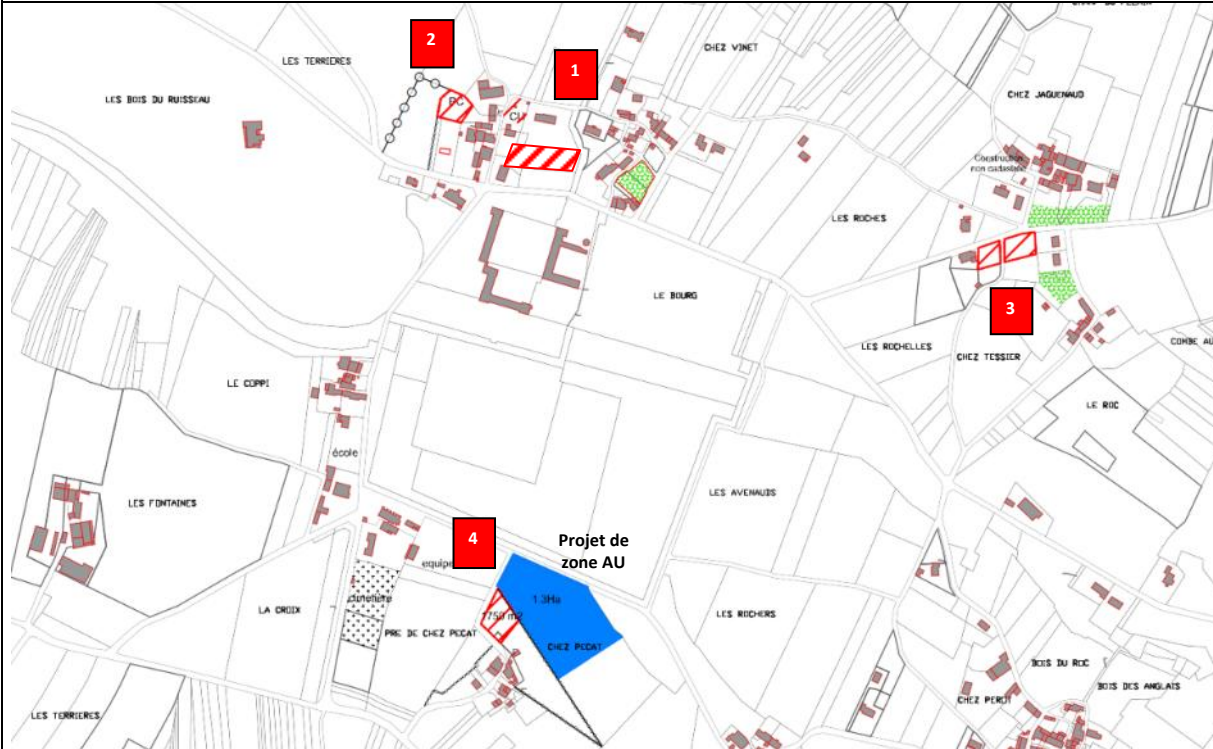 2
1
LES TERRIERES
CHEZ VINET
LES BOIS DU RUISSEAU
PC
CU
CHEZ JAGUENAUD
Construction
non cadastrée
LES ROCHES
LE BOURG
3
LES ROCHELLES
CHEZ TESSIER
COMBE AU
LE COPPI
LE ROC
école
LES FONTAINES
LES AVENAUDS
4
Projet de
zone AU
equipe
1.3Ha
cimetière
1750 m2
LA CROIX
PRE DE CHEZ PECAT
CHEZ PECAT
LES ROCHERS
BOIS DU ROC
CHEZ PEROT
BOIS DES ANGLAIS
LES TERRIERES